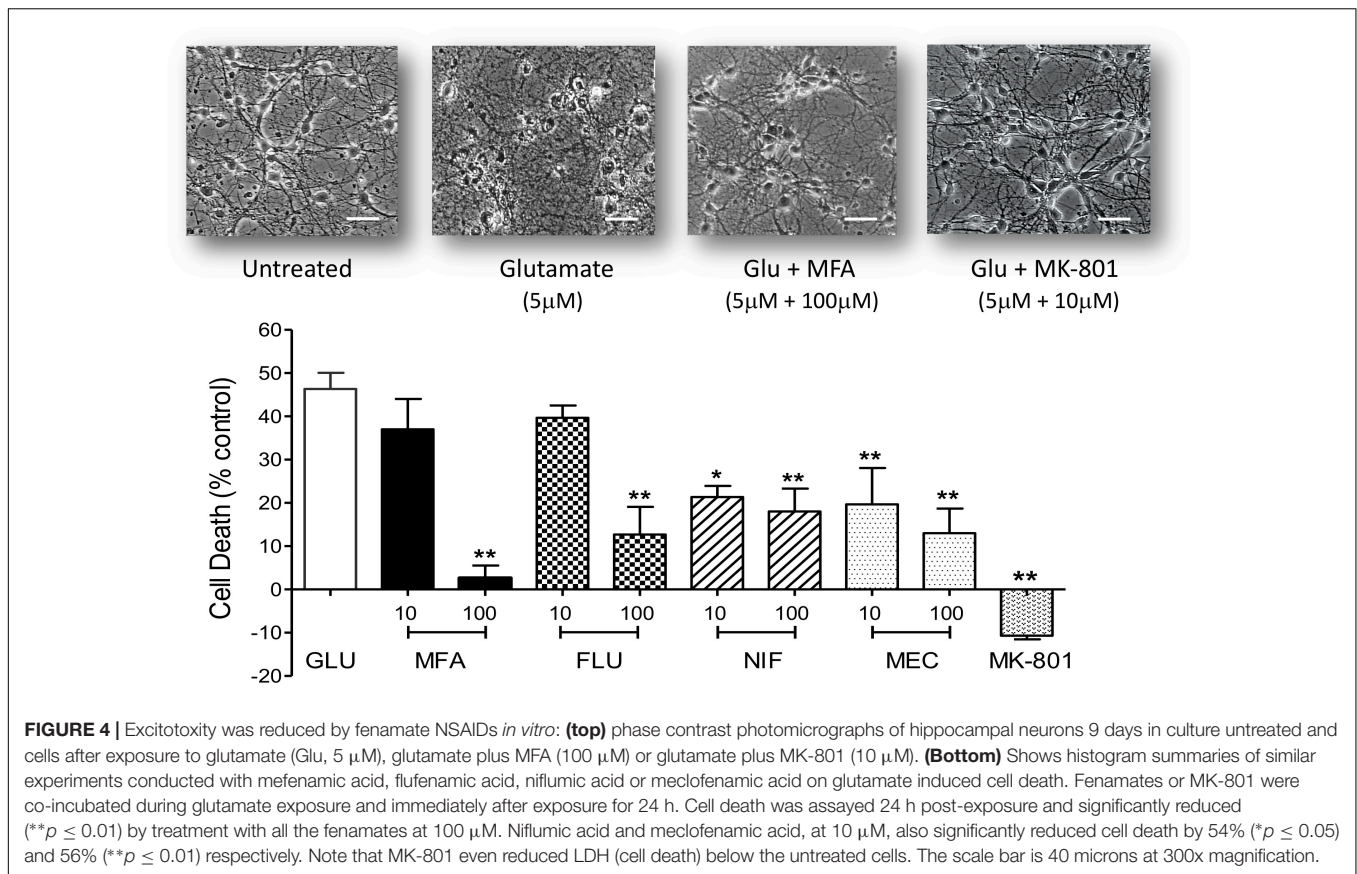 Untreated
Glutamate
(5μM)
Glu + MFA
(5μM + 100μM)
Glu + MK-801
(5μM + 10μM)
Cell Death (% control)
60
50
40
30
20
10
0
-10
-20
**
**
*
**
**
**
**
10 100 10 100 10 100 10 100
GLU MFA FLU NIF MEC MK-801
FIGURE 4 | Excitotoxity was reduced by fenamate NSAIDs in vitro: (top) phase contrast photomicrographs of hippocampal neurons 9 days in culture untreated and
cells after exposure to glutamate (Glu, 5 μM), glutamate plus MFA (100 μM) or glutamate plus MK-801 (10 μM). (Bottom) Shows histogram summaries of similar
experiments conducted with mefenamic acid, flufenamic acid, niflumic acid or meclofenamic acid on glutamate induced cell death. Fenamates or MK-801 were
co-incubated during glutamate exposure and immediately after exposure for 24 h. Cell death was assayed 24 h post-exposure and significantly reduced
(**p ≤ 0.01) by treatment with all the fenamates at 100 μM. Niflumic acid and meclofenamic acid, at 10 μM, also significantly reduced cell death by 54% (*p ≤ 0.05)
and 56% (**p ≤ 0.01) respectively. Note that MK-801 even reduced LDH (cell death) below the untreated cells. The scale bar is 40 microns at 300x magnification.